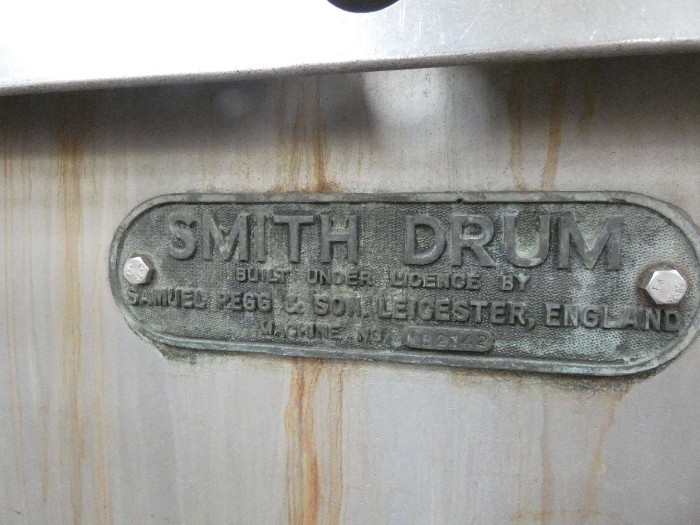 SMITH DRUM
BUILT UNDER LICENCE BY
SAMUEL PEGG & SON, LEICESTER, ENGLAND
MACHINE NO.